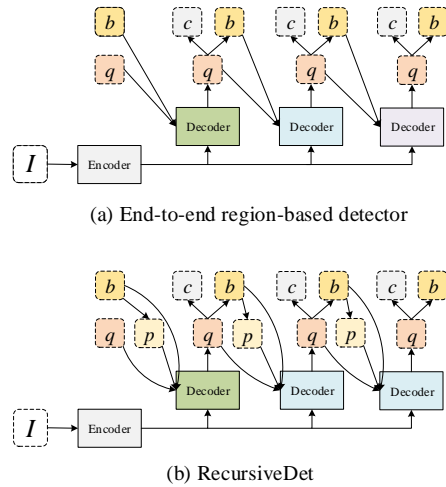 b c b c b c b
q q q q
Decoder Decoder Decoder
I Encoder
(a) End-to-end region-based detector
b c b c b c b
q p q p q p q
Decoder Decoder Decoder
I Encoder
(b) RecursiveDet